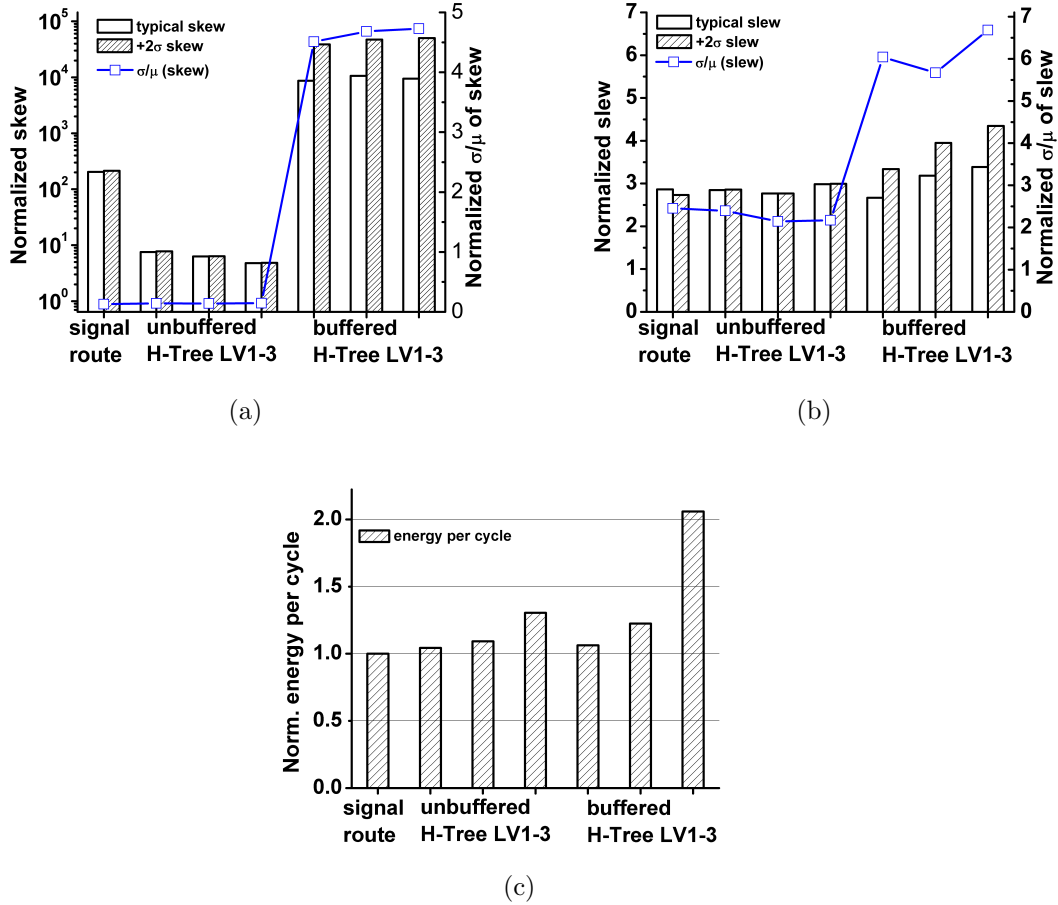 typical skew
+2σ skew
σ/μ (skew)
Normalized skew
10^5
10^4
10^3
10^2
10^1
10^0
5
4
3
2
1
0
Normalized σ/μ of skew
signal route
unbuffered H-Tree LV1-3
buffered H-Tree LV1-3
(a)
typical slew
+2σ slew
σ/μ (slew)
Normalized slew
7
6
5
4
3
2
1
0
7
6
5
4
3
2
1
0
Normalized σ/μ of slew
signal route
unbuffered H-Tree LV1-3
buffered H-Tree LV1-3
(b)
energy per cycle
Norm. energy per cycle
2.0
1.5
1.0
0.5
0.0
signal route
unbuffered H-Tree LV1-3
buffered H-Tree LV1-3
(c)